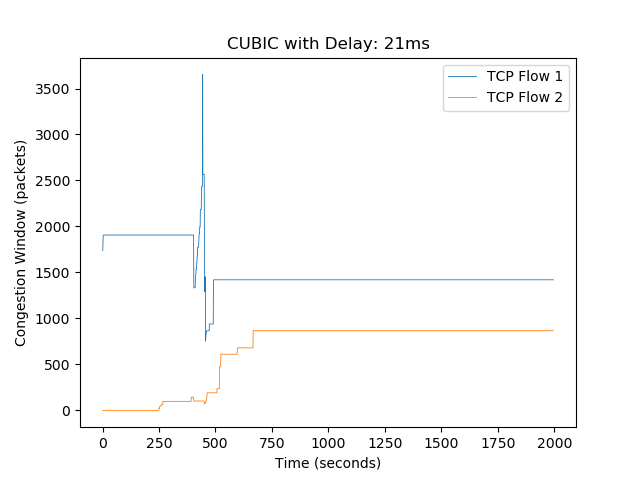 CUBIC with Delay: 21ms
TCP Flow 1
TCP Flow 2
Congestion Window (packets)
3500
3000
2500
2000
1500
1000
500
0
0 250 500 750 1000 1250 1500 1750 2000
Time (seconds)